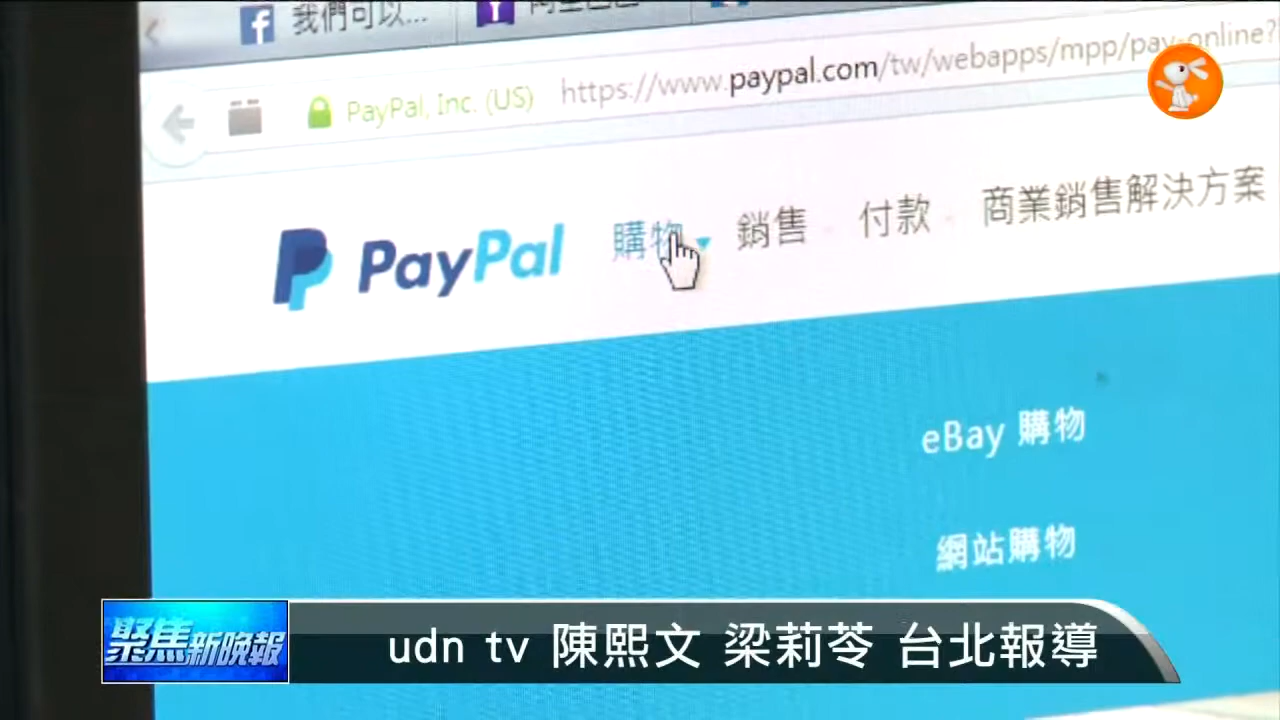 我們可以...
PayPal, Inc. (US) https://www.paypal.com/tw/webapps/mpp/pay-online?
PayPal 購物 銷售 付款 商業銷售解決方案
eBay 購物
網站購物
聚焦新晚報 udn tv 陳熙文 梁莉苓 台北報導